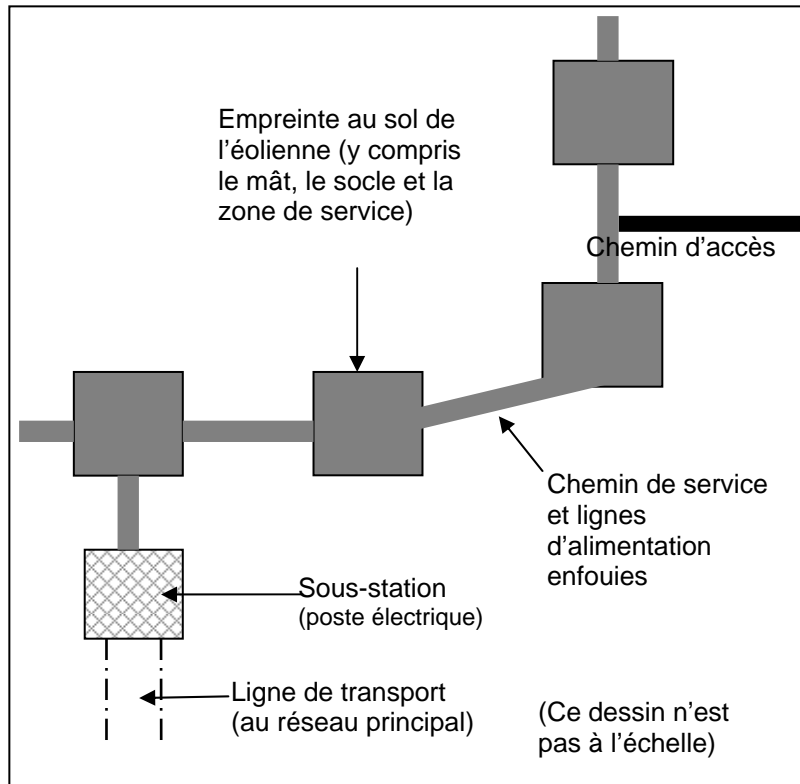 Empreinte au sol de
l'éolienne (y compris
le mât, le socle et la
zone de service)
Chemin d'accès
Chemin de service
et lignes
d'alimentation
enfouies
Sous-station
(poste électrique)
Ligne de transport
(au réseau principal)
(Ce dessin n'est
pas à l'échelle)